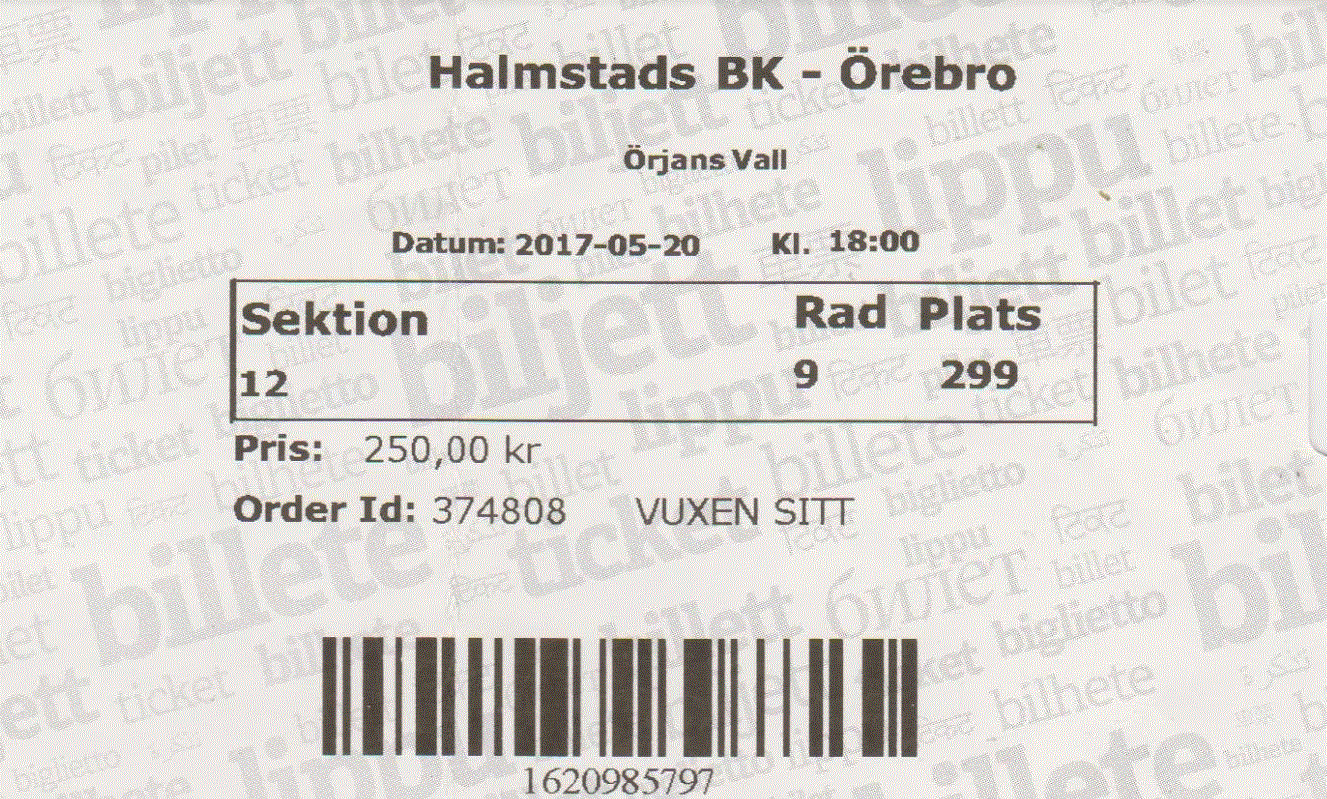 Halmstads BK - Örebro
Örjans Vall
Datum: 2017-05-20 Kl. 18:00
Sektion Rad Plats
12 9 299
Pris: 250,00 kr
Order Id: 374808 VUXEN SITT
1620985797